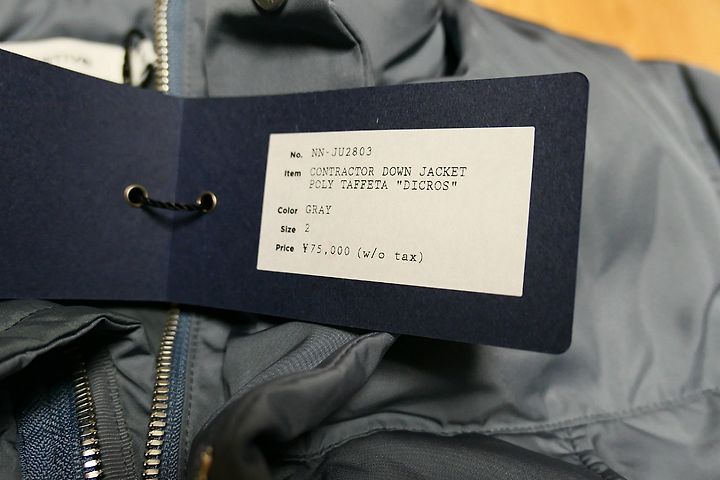 No. NN-JU2803
Item CONTRACTOR DOWN JACKET
POLY TAFFETA "DICROS"
Color GRAY
Size 2
Price ¥75,000 (w/o tax)